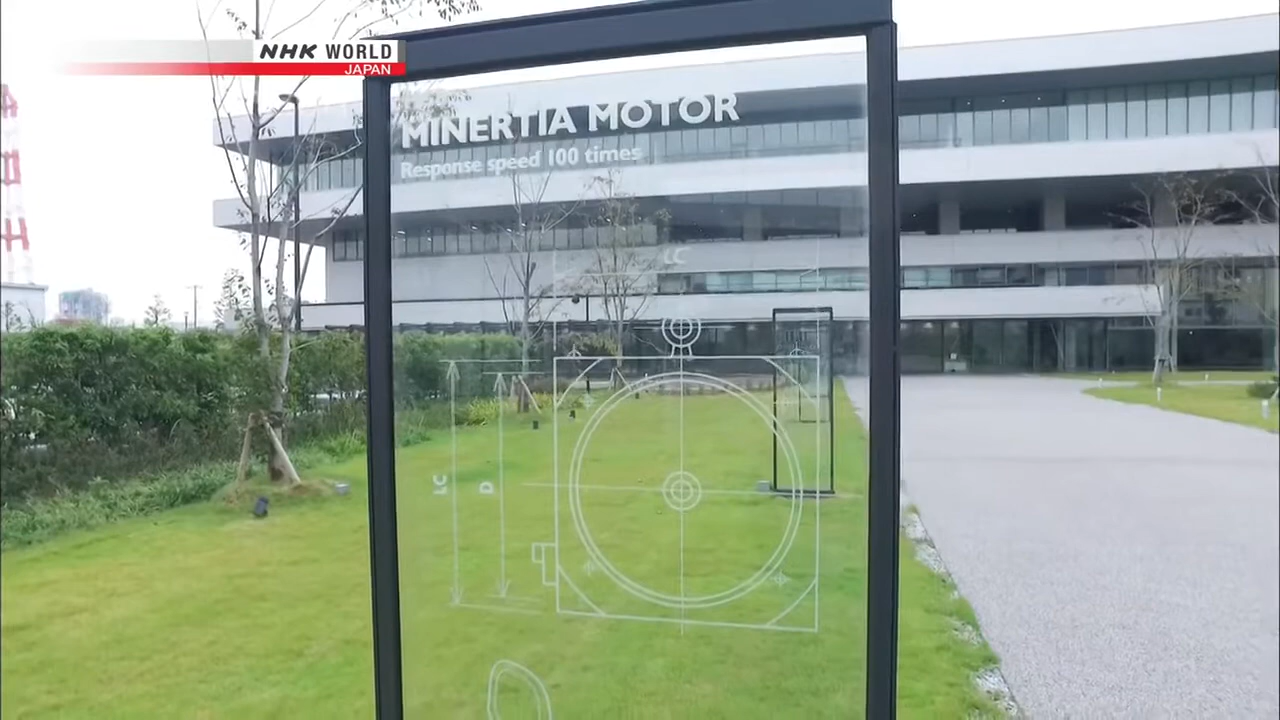 NHK WORLD
JAPAN
MINERTIA MOTOR
Response speed 100 times
LC
LC
D